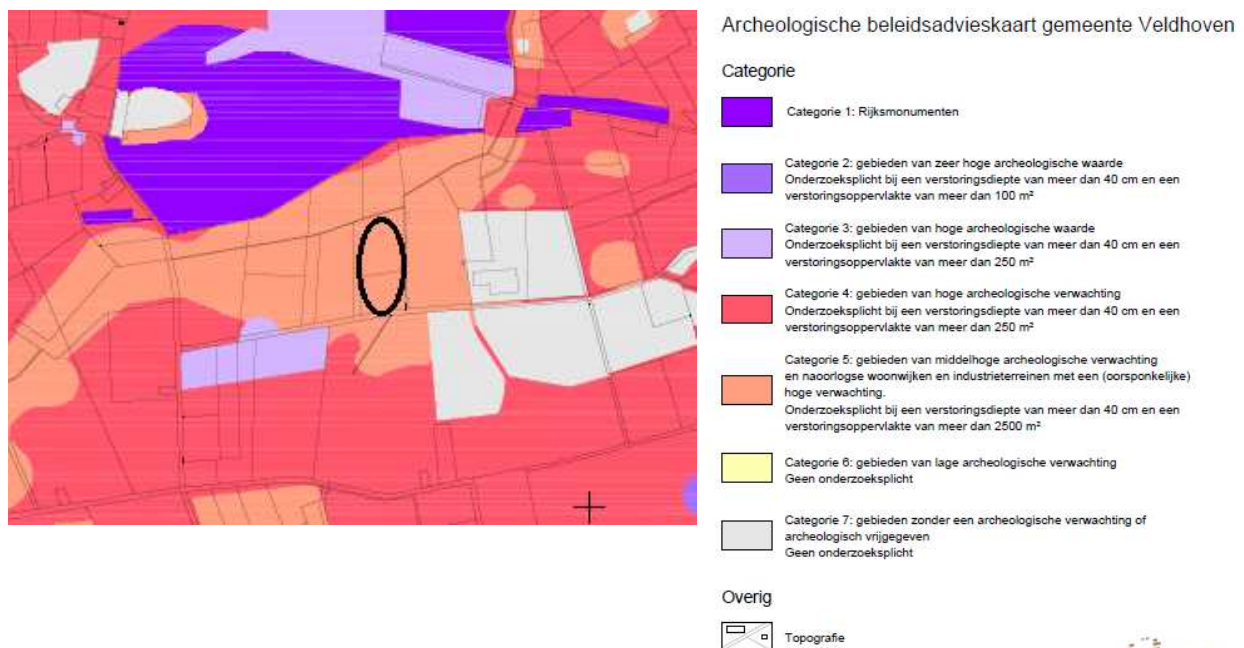 Archeologische beleidsadvieskaart gemeente Veldhoven
Categorie
Categorie 1: Rijksmonumenten
Categorie 2: gebieden van zeer hoge archeologische waarde
Onderzoeksplicht bij een verstoringsdiepte van meer dan 40 cm en een
verstoringsoppervlakte van meer dan 100 m²
Categorie 3: gebieden van hoge archeologische waarde
Onderzoeksplicht bij een verstoringsdiepte van meer dan 40 cm en een
verstoringsoppervlakte van meer dan 250 m²
Categorie 4: gebieden van hoge archeologische verwachting
Onderzoeksplicht bij een verstoringsdiepte van meer dan 40 cm en een
verstoringsoppervlakte van meer dan 250 m²
Categorie 5: gebieden van middelhoge archeologische verwachting
en naoorlogse woonwijken en industrieterreinen met een (oorsponkelijke)
hoge verwachting.
Onderzoeksplicht bij een verstoringsdiepte van meer dan 40 cm en een
verstoringsoppervlakte van meer dan 2500 m²
Categorie 6: gebieden van lage archeologische verwachting
Geen onderzoeksplicht
Categorie 7: gebieden zonder een archeologische verwachting of
archeologisch vrijgegeven
Geen onderzoeksplicht
Overig
Topografie